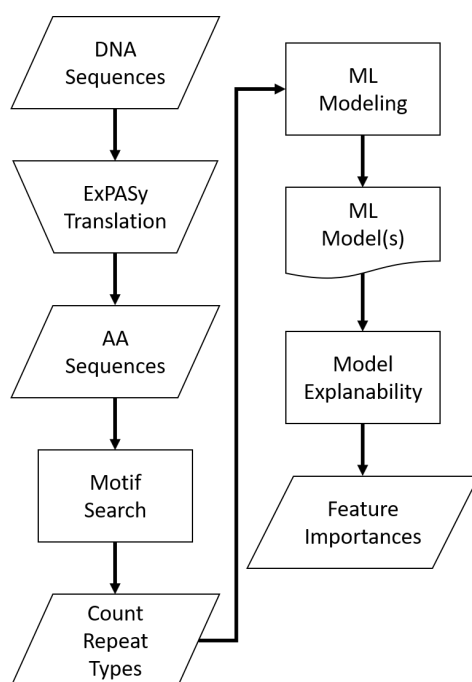 DNA
Sequences
ExPASy
Translation
AA
Sequences
Motif
Search
Count
Repeat
Types
ML
Modeling
ML
Model(s)
Model
Explanability
Feature
Importances